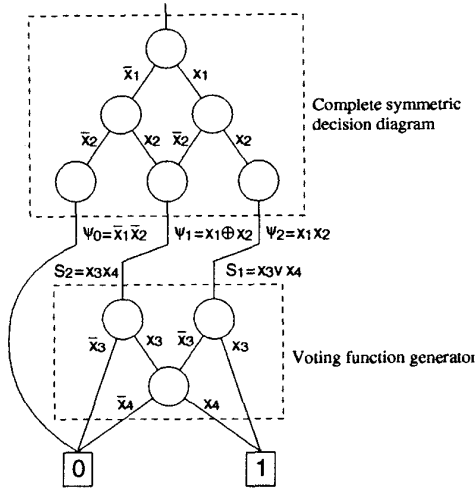 x̄₁ x₁
Complete symmetric
decision diagram
x̄₂ x₂ x̄₂ x₂
Ψ₀=x̄₁x̄₂ Ψ₁=x₁⊕x₂ Ψ₂=x₁x₂
S₂=x₃x₄ S₁=x₃∨x₄
x̄₃ x₃ x̄₃ x₃
Voting function generator
x̄₄ x₄
0 1